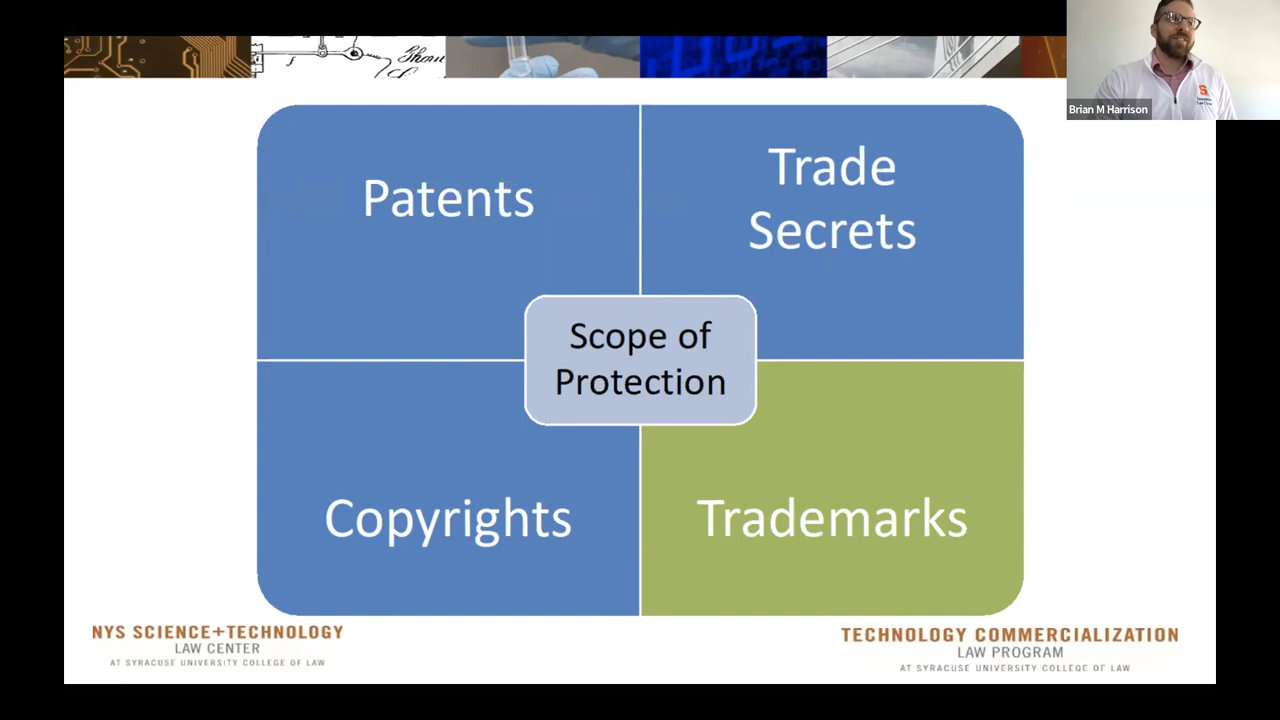 Brian M Harrison
Patents
Trade
Secrets
Scope of
Protection
Copyrights
Trademarks
NYS SCIENCE+TECHNOLOGY
LAW CENTER
AT SYRACUSE UNIVERSITY COLLEGE OF LAW
TECHNOLOGY COMMERCIALIZATION
LAW PROGRAM
AT SYRACUSE UNIVERSITY COLLEGE OF LAW